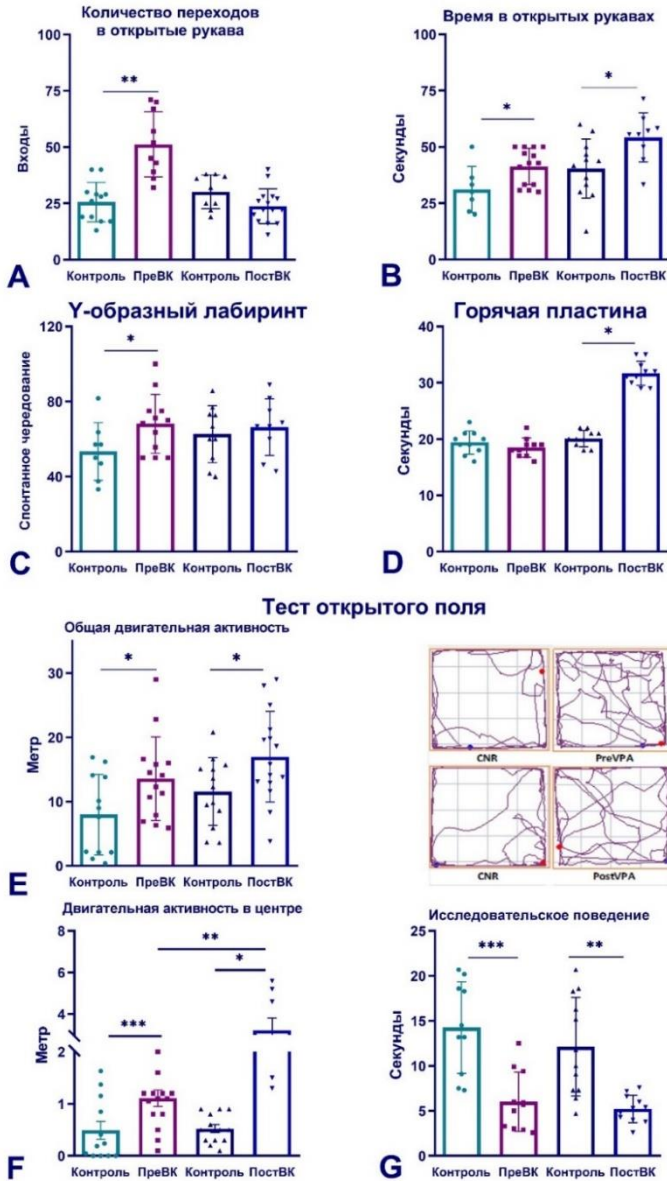 Количество переходов
в открытые рукава
100
75
50
25
0
Входы
**
Контроль ПреВК Контроль ПостВК
A
Время в открытых рукавах
100
75
50
25
0
Секунды
*
*
Контроль ПреВК Контроль ПостВК
B
Y-образный лабиринт
120
80
40
0
Спонтанное чередование
*
Контроль ПреВК Контроль ПостВК
C
Горячая пластина
40
30
20
10
0
Секунды
*
Контроль ПреВК Контроль ПостВК
D
Тест открытого поля
Общая двигательная активность
30
20
10
0
Метр
*
*
Контроль ПреВК Контроль ПостВК
E
CNR PreVPA
CNR PostVPA
Двигательная активность в центре
8
6
4
2
1
0
Метр
**
*
***
Контроль ПреВК Контроль ПостВК
F
Исследовательское поведение
25
20
15
10
5
0
Секунды
***
**
Контроль ПреВК Контроль ПостВК
G